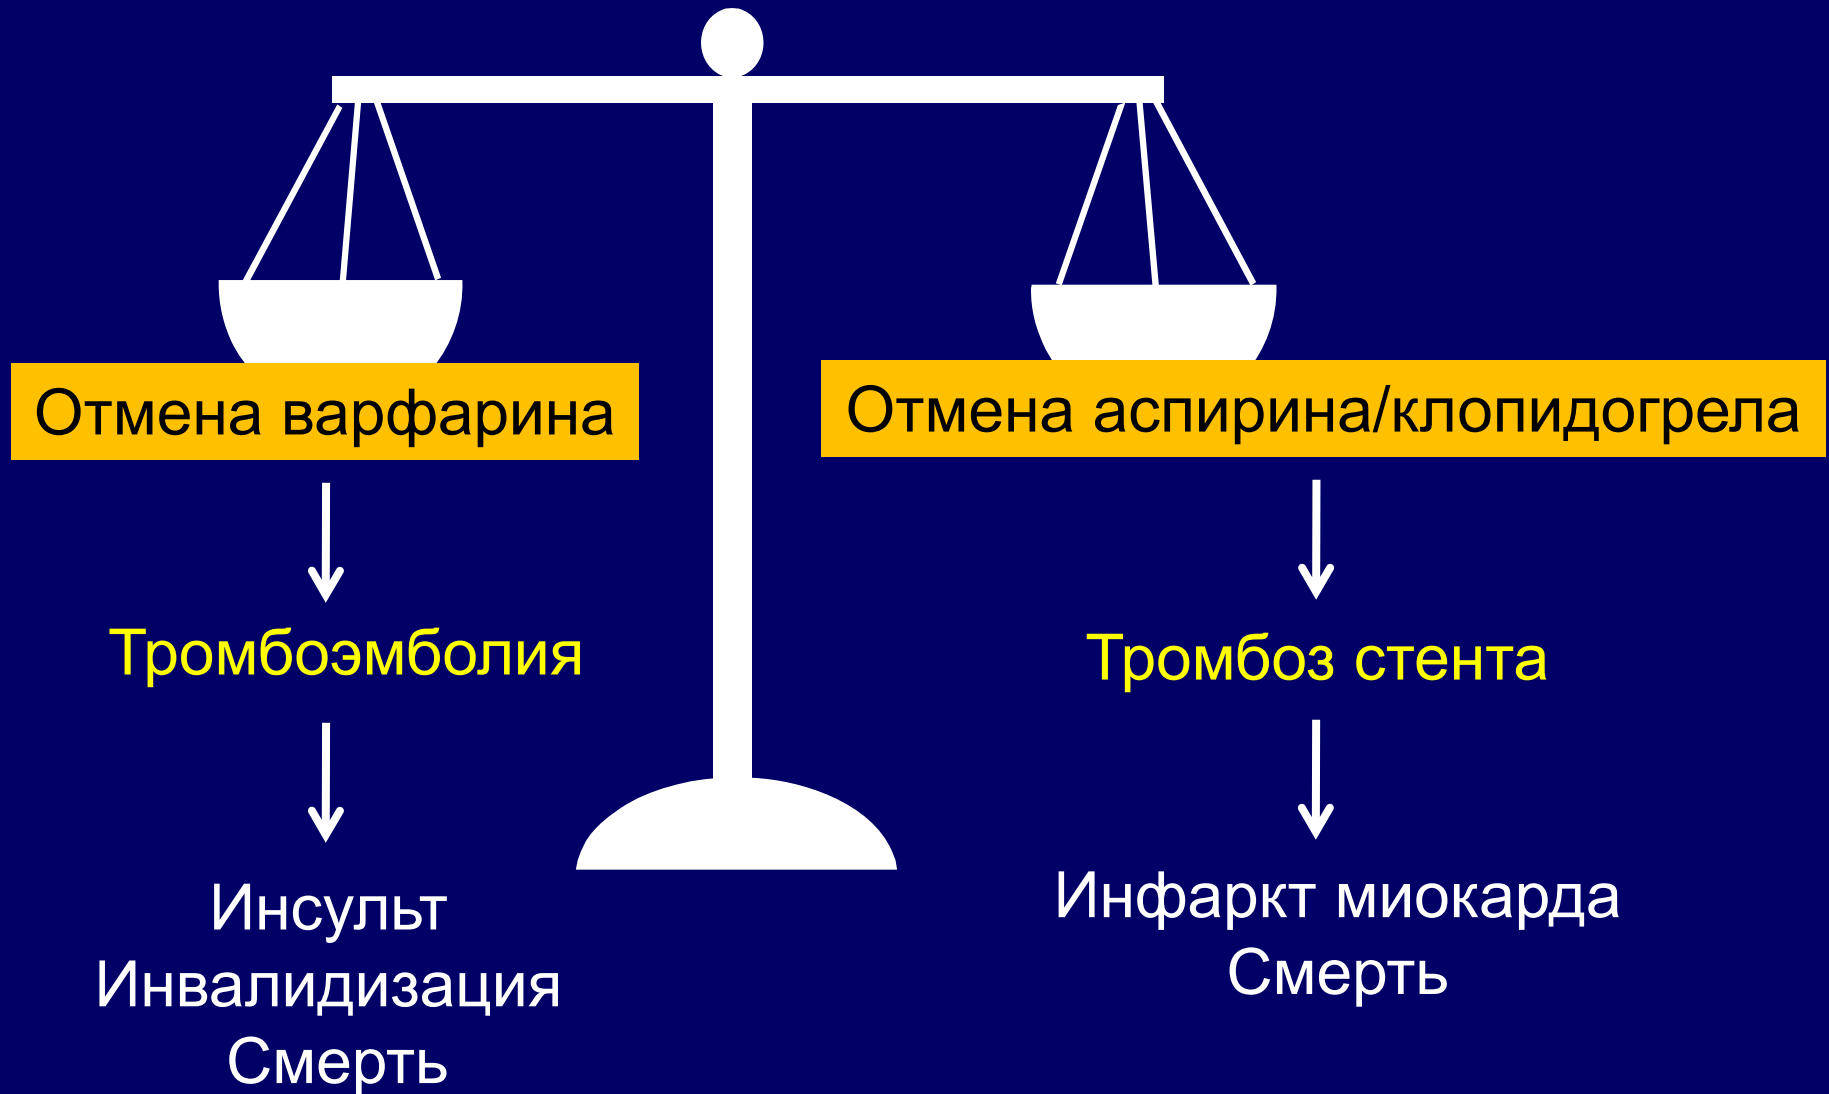 Отмена варфарина
Тромбоэмболия
Инсульт
Инвалидизация
Смерть
Отмена аспирина/клопидогрела
Тромбоз стента
Инфаркт миокарда
Смерть